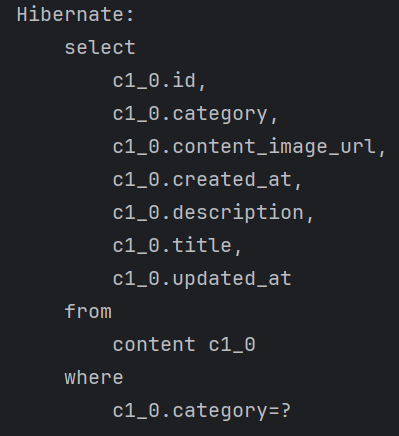 Hibernate:
    select
        c1_0.id,
        c1_0.category,
        c1_0.content_image_url,
        c1_0.created_at,
        c1_0.description,
        c1_0.title,
        c1_0.updated_at
    from
        content c1_0
    where
        c1_0.category=?